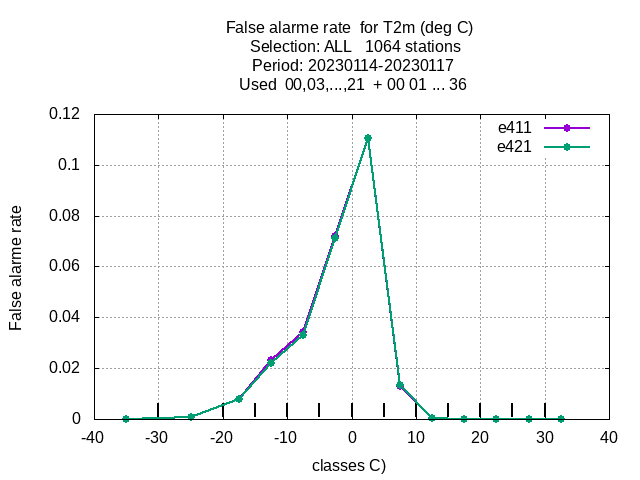 False alarme rate  for T2m (deg C)
Selection: ALL   1064 stations
Period: 20230114-20230117
Used  00,03,...,21  + 00 01 ... 36
e411
e421
0.12
0.1
0.08
0.06
0.04
0.02
0
False alarme rate
-40 -30 -20 -10 0 10 20 30 40
classes C)